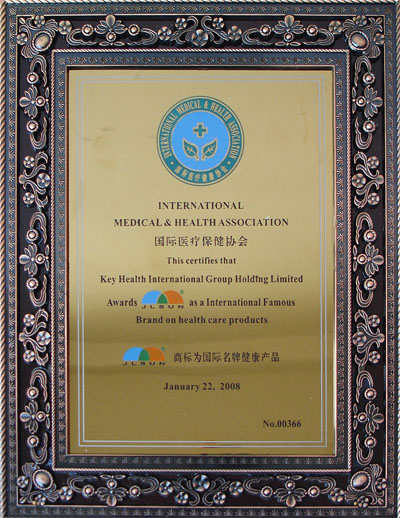 INTERNATIONAL MEDICAL & HEALTH ASSOCIATION
国际医疗保健协会
INTERNATIONAL
MEDICAL & HEALTH ASSOCIATION
国际医疗保健协会
This certifies that
Key Health International Group Holding Limited
Awards JLSUN as a International Famous
Brand on health care products
JLSUN 商标为国际名牌健康产品
January 22, 2008
No.00366